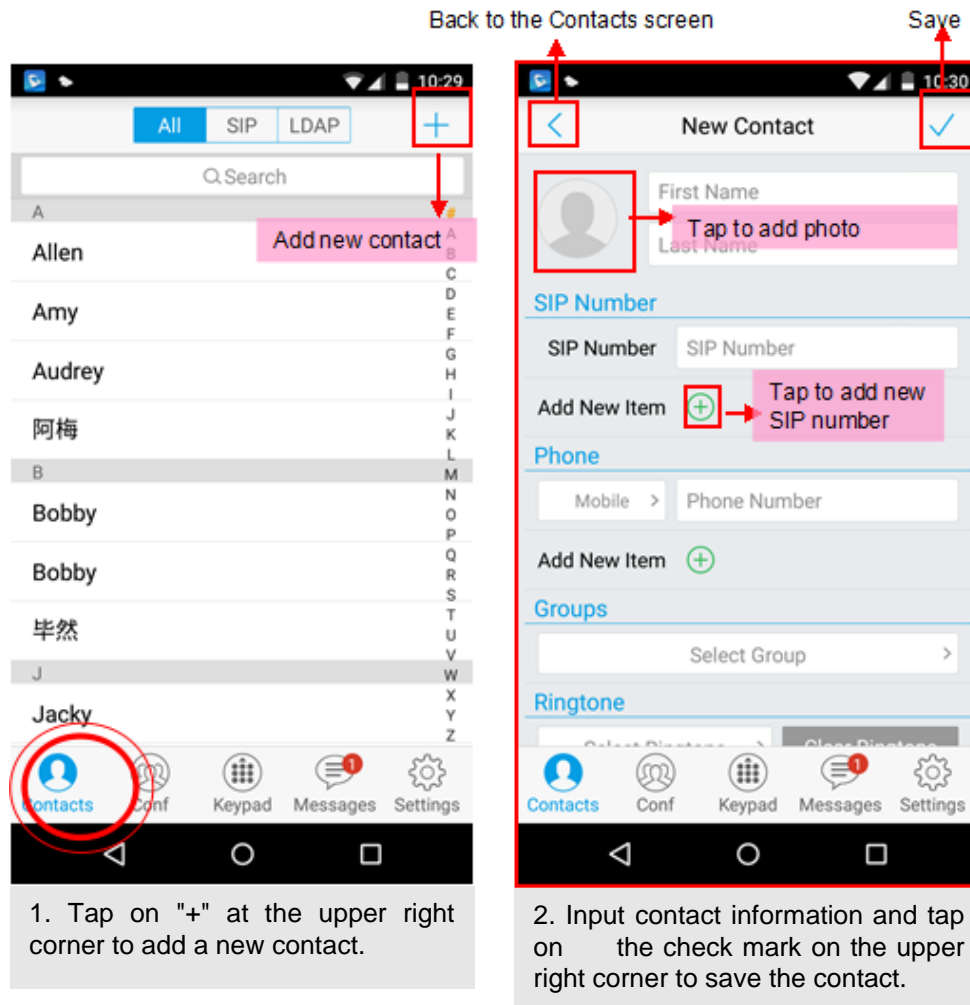 Back to the Contacts screen
Save
10:29
All SIP LDAP
Search
A
Allen
Add new contact
Amy
Audrey
阿梅
B
Bobby
Bobby
毕然
J
Jacky
#
A
B
C
D
E
F
G
H
I
J
K
L
M
N
O
P
Q
R
S
T
U
V
W
X
Y
Z
Contacts Conf Keypad Messages Settings
1
1. Tap on "+" at the upper right
corner to add a new contact.
10:30
New Contact
First Name
Tap to add photo
Last Name
SIP Number
SIP Number SIP Number
Add New Item
Tap to add new
SIP number
Phone
Mobile > Phone Number
Add New Item
Groups
Select Group >
Ringtone
Select Ringtone > Clear Ringtone
1
Contacts Conf Keypad Messages Settings
2. Input contact information and tap
on the check mark on the upper
right corner to save the contact.